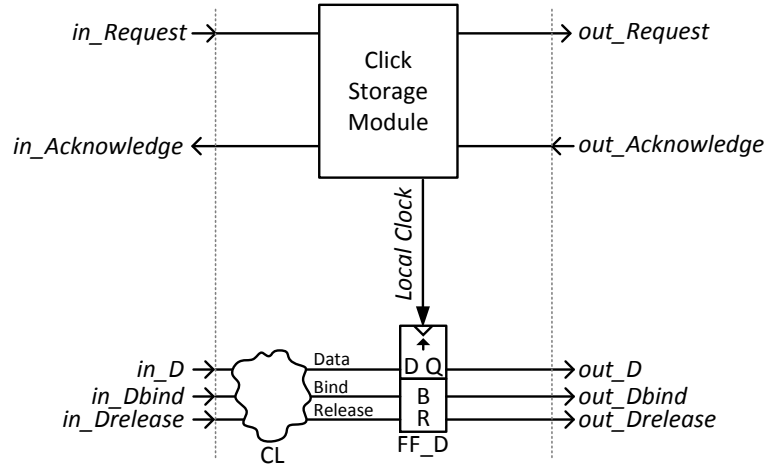 in_Request
Click
Storage
Module
out_Request
in_Acknowledge
out_Acknowledge
Local Clock
in_D
Data
D Q
out_D
in_Dbind
Bind
B
out_Dbind
in_Drelease
Release
R
out_Drelease
CL
FF_D